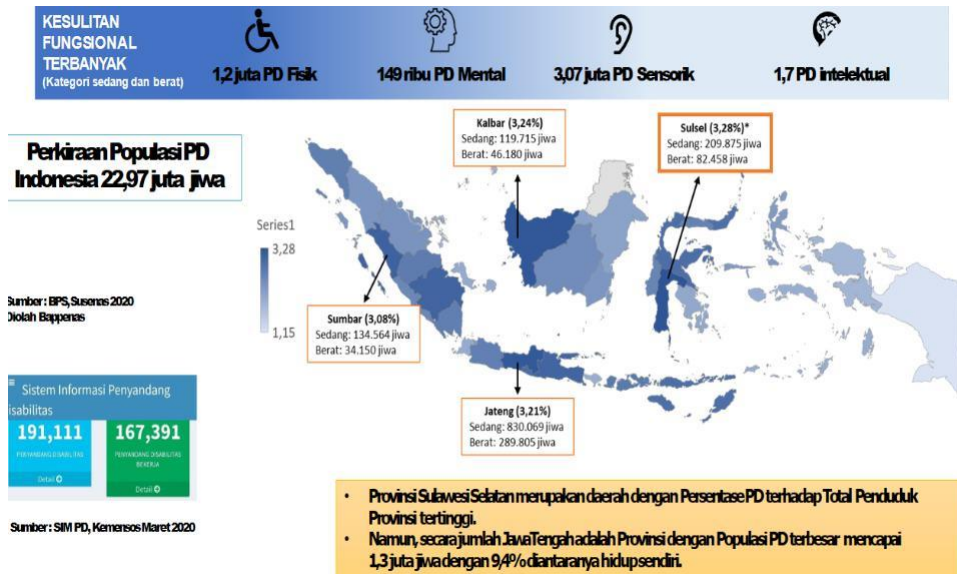 KESULITAN
FUNGSIONAL
TERBANYAK
(Kategori sedang dan berat)
1,2 juta PD Fisik
149 ribu PD Mental
3,07 juta PD Sensorik
1,7 PD intelektual
Perkiraan Populasi PD
Indonesia 22,97 juta jiwa
Kalbar (3,24%)
Sedang: 119.715 jiwa
Berat: 46.180 jiwa
Sulsel (3,28%)*
Sedang: 209.875 jiwa
Berat: 82.458 jiwa
Series1
3,28
1,15
Sumber : BPS, Susenas 2020
Diolah Bappenas
Sumbar (3,08%)
Sedang: 134.564 jiwa
Berat: 34.150 jiwa
Jateng (3,21%)
Sedang: 830.069 jiwa
Berat: 289.805 jiwa
Sistem Informasi Penyandang
isabilitas
191,111
PENYANDANG DISABILITAS
Detail
167,391
PENYANDANG DISABILITAS
BEKERJA
Detail
Sumber : SIM PD, Kemensos Maret 2020
• Provinsi Sulawesi Selatan merupakan daerah dengan Persentase PD terhadap Total Penduduk
Provinsi tertinggi.
• Namun, secara jumlah Jawa Tengah adalah Provinsi dengan Populasi PD terbesar mencapai
1,3 juta jiwa dengan 9,4% diantaranya hidup sendiri.